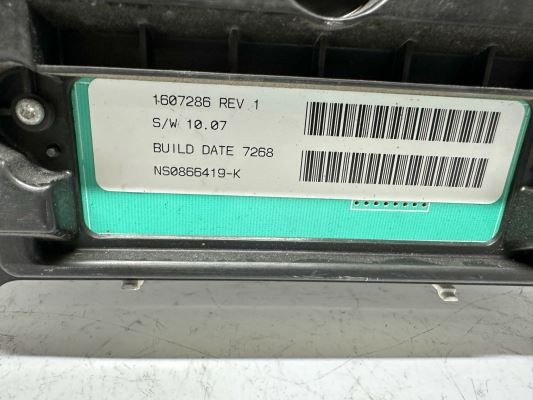 1607286 REV 1
S/W 10.07
BUILD DATE 7268
NS0866419-K